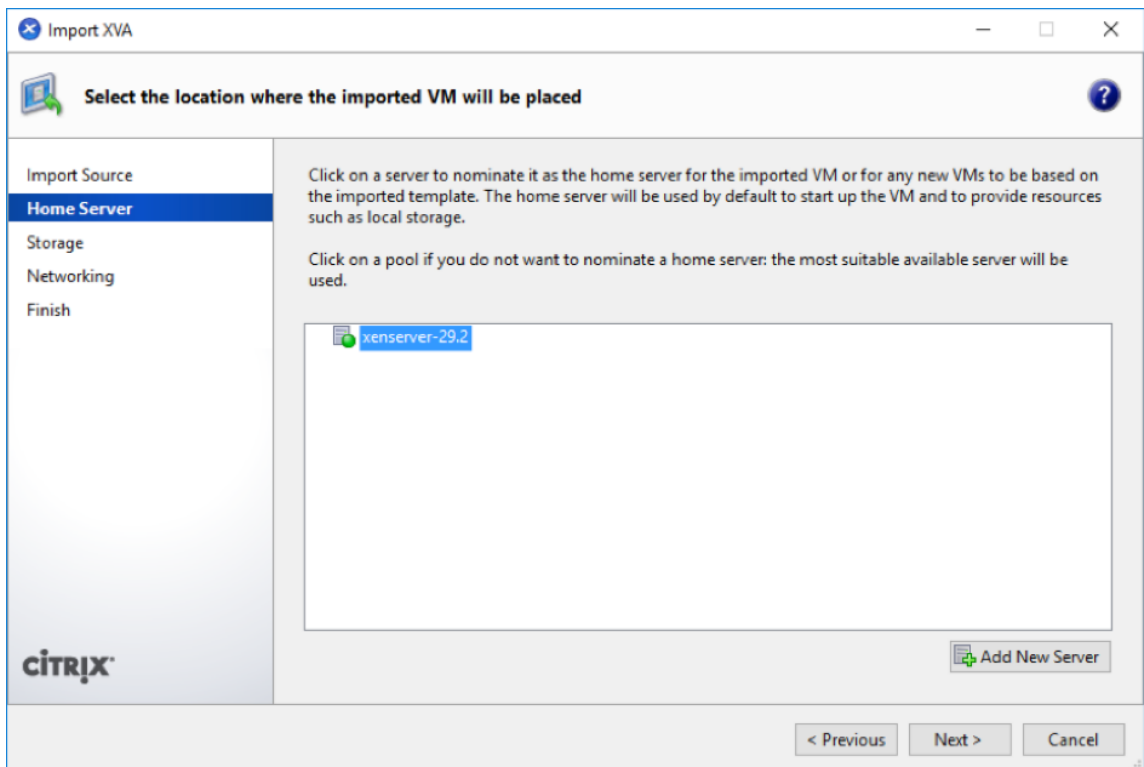 Import XVA
Select the location where the imported VM will be placed
?
Import Source
Home Server
Storage
Networking
Finish
Click on a server to nominate it as the home server for the imported VM or for any new VMs to be based on
the imported template. The home server will be used by default to start up the VM and to provide resources
such as local storage.
Click on a pool if you do not want to nominate a home server: the most suitable available server will be
used.
xenserver-29.2
Add New Server
CİTRIX
< Previous
Next >
Cancel